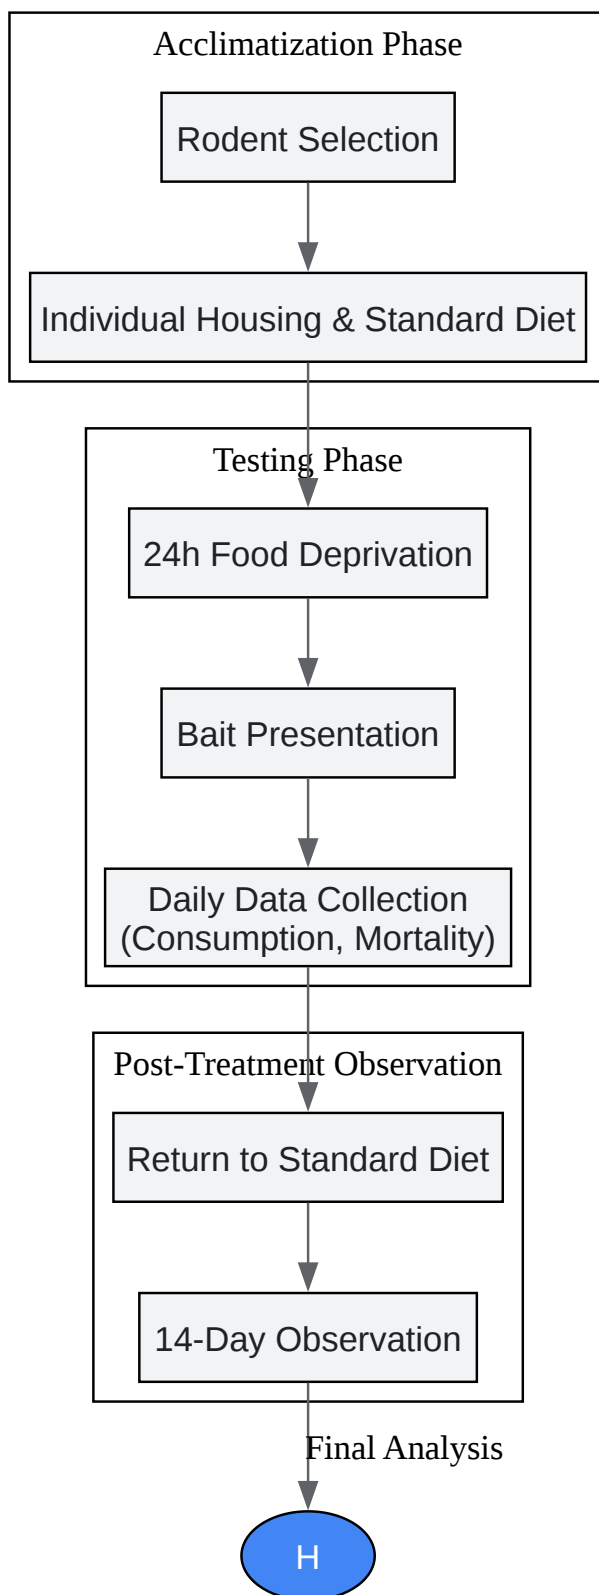 Acclimatization Phase
Rodent Selection
Individual Housing & Standard Diet
Testing Phase
24h Food Deprivation
Bait Presentation
Daily Data Collection
(Consumption, Mortality)
Post-Treatment Observation
Return to Standard Diet
14-Day Observation
Final Analysis
H